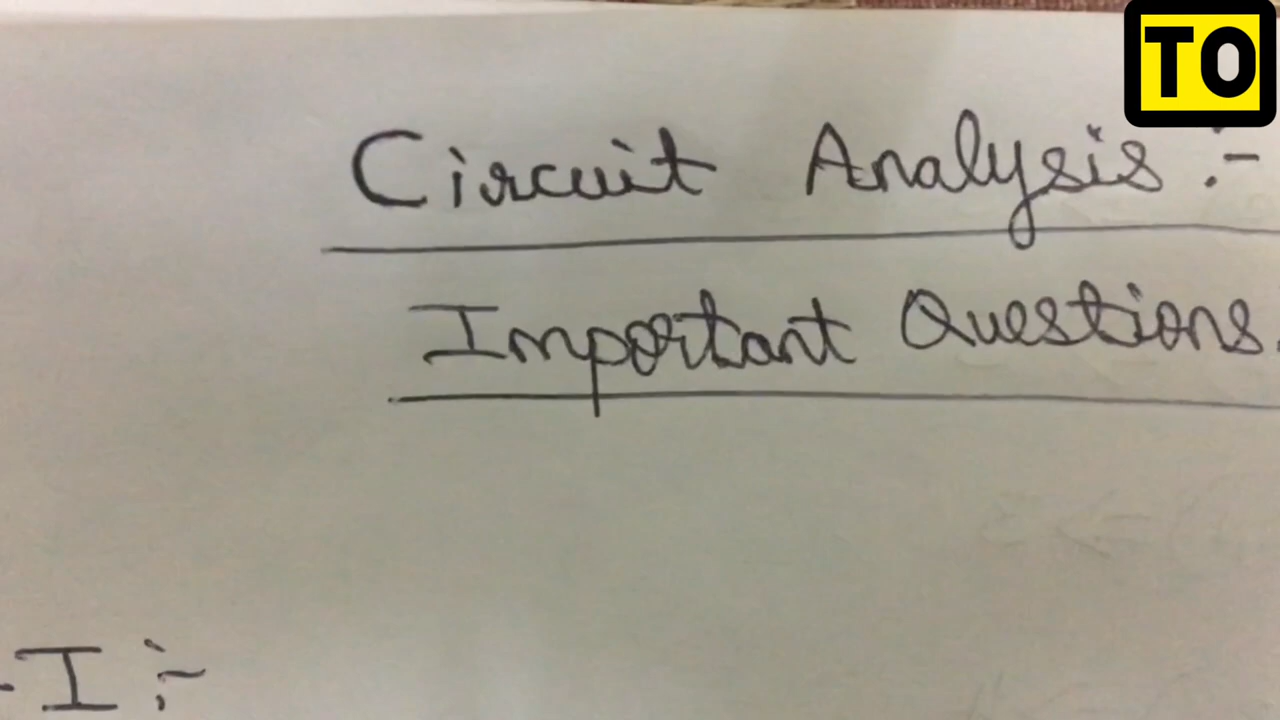 TO
Circuit Analysis :-
Important Questions.
-I :-